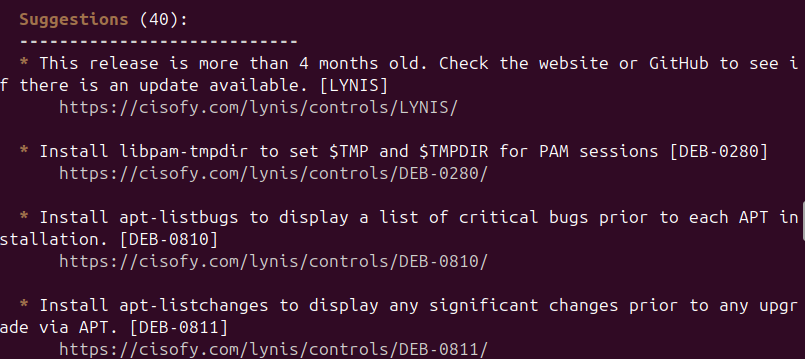 Suggestions (40):
----------------------------
* This release is more than 4 months old. Check the website or GitHub to see i
f there is an update available. [LYNIS]
https://cisofy.com/lynis/controls/LYNIS/
* Install libpam-tmpdir to set $TMP and $TMPDIR for PAM sessions [DEB-0280]
https://cisofy.com/lynis/controls/DEB-0280/
* Install apt-listbugs to display a list of critical bugs prior to each APT in
stallation. [DEB-0810]
https://cisofy.com/lynis/controls/DEB-0810/
* Install apt-listchanges to display any significant changes prior to any upgr
ade via APT. [DEB-0811]
https://cisofy.com/lynis/controls/DEB-0811/